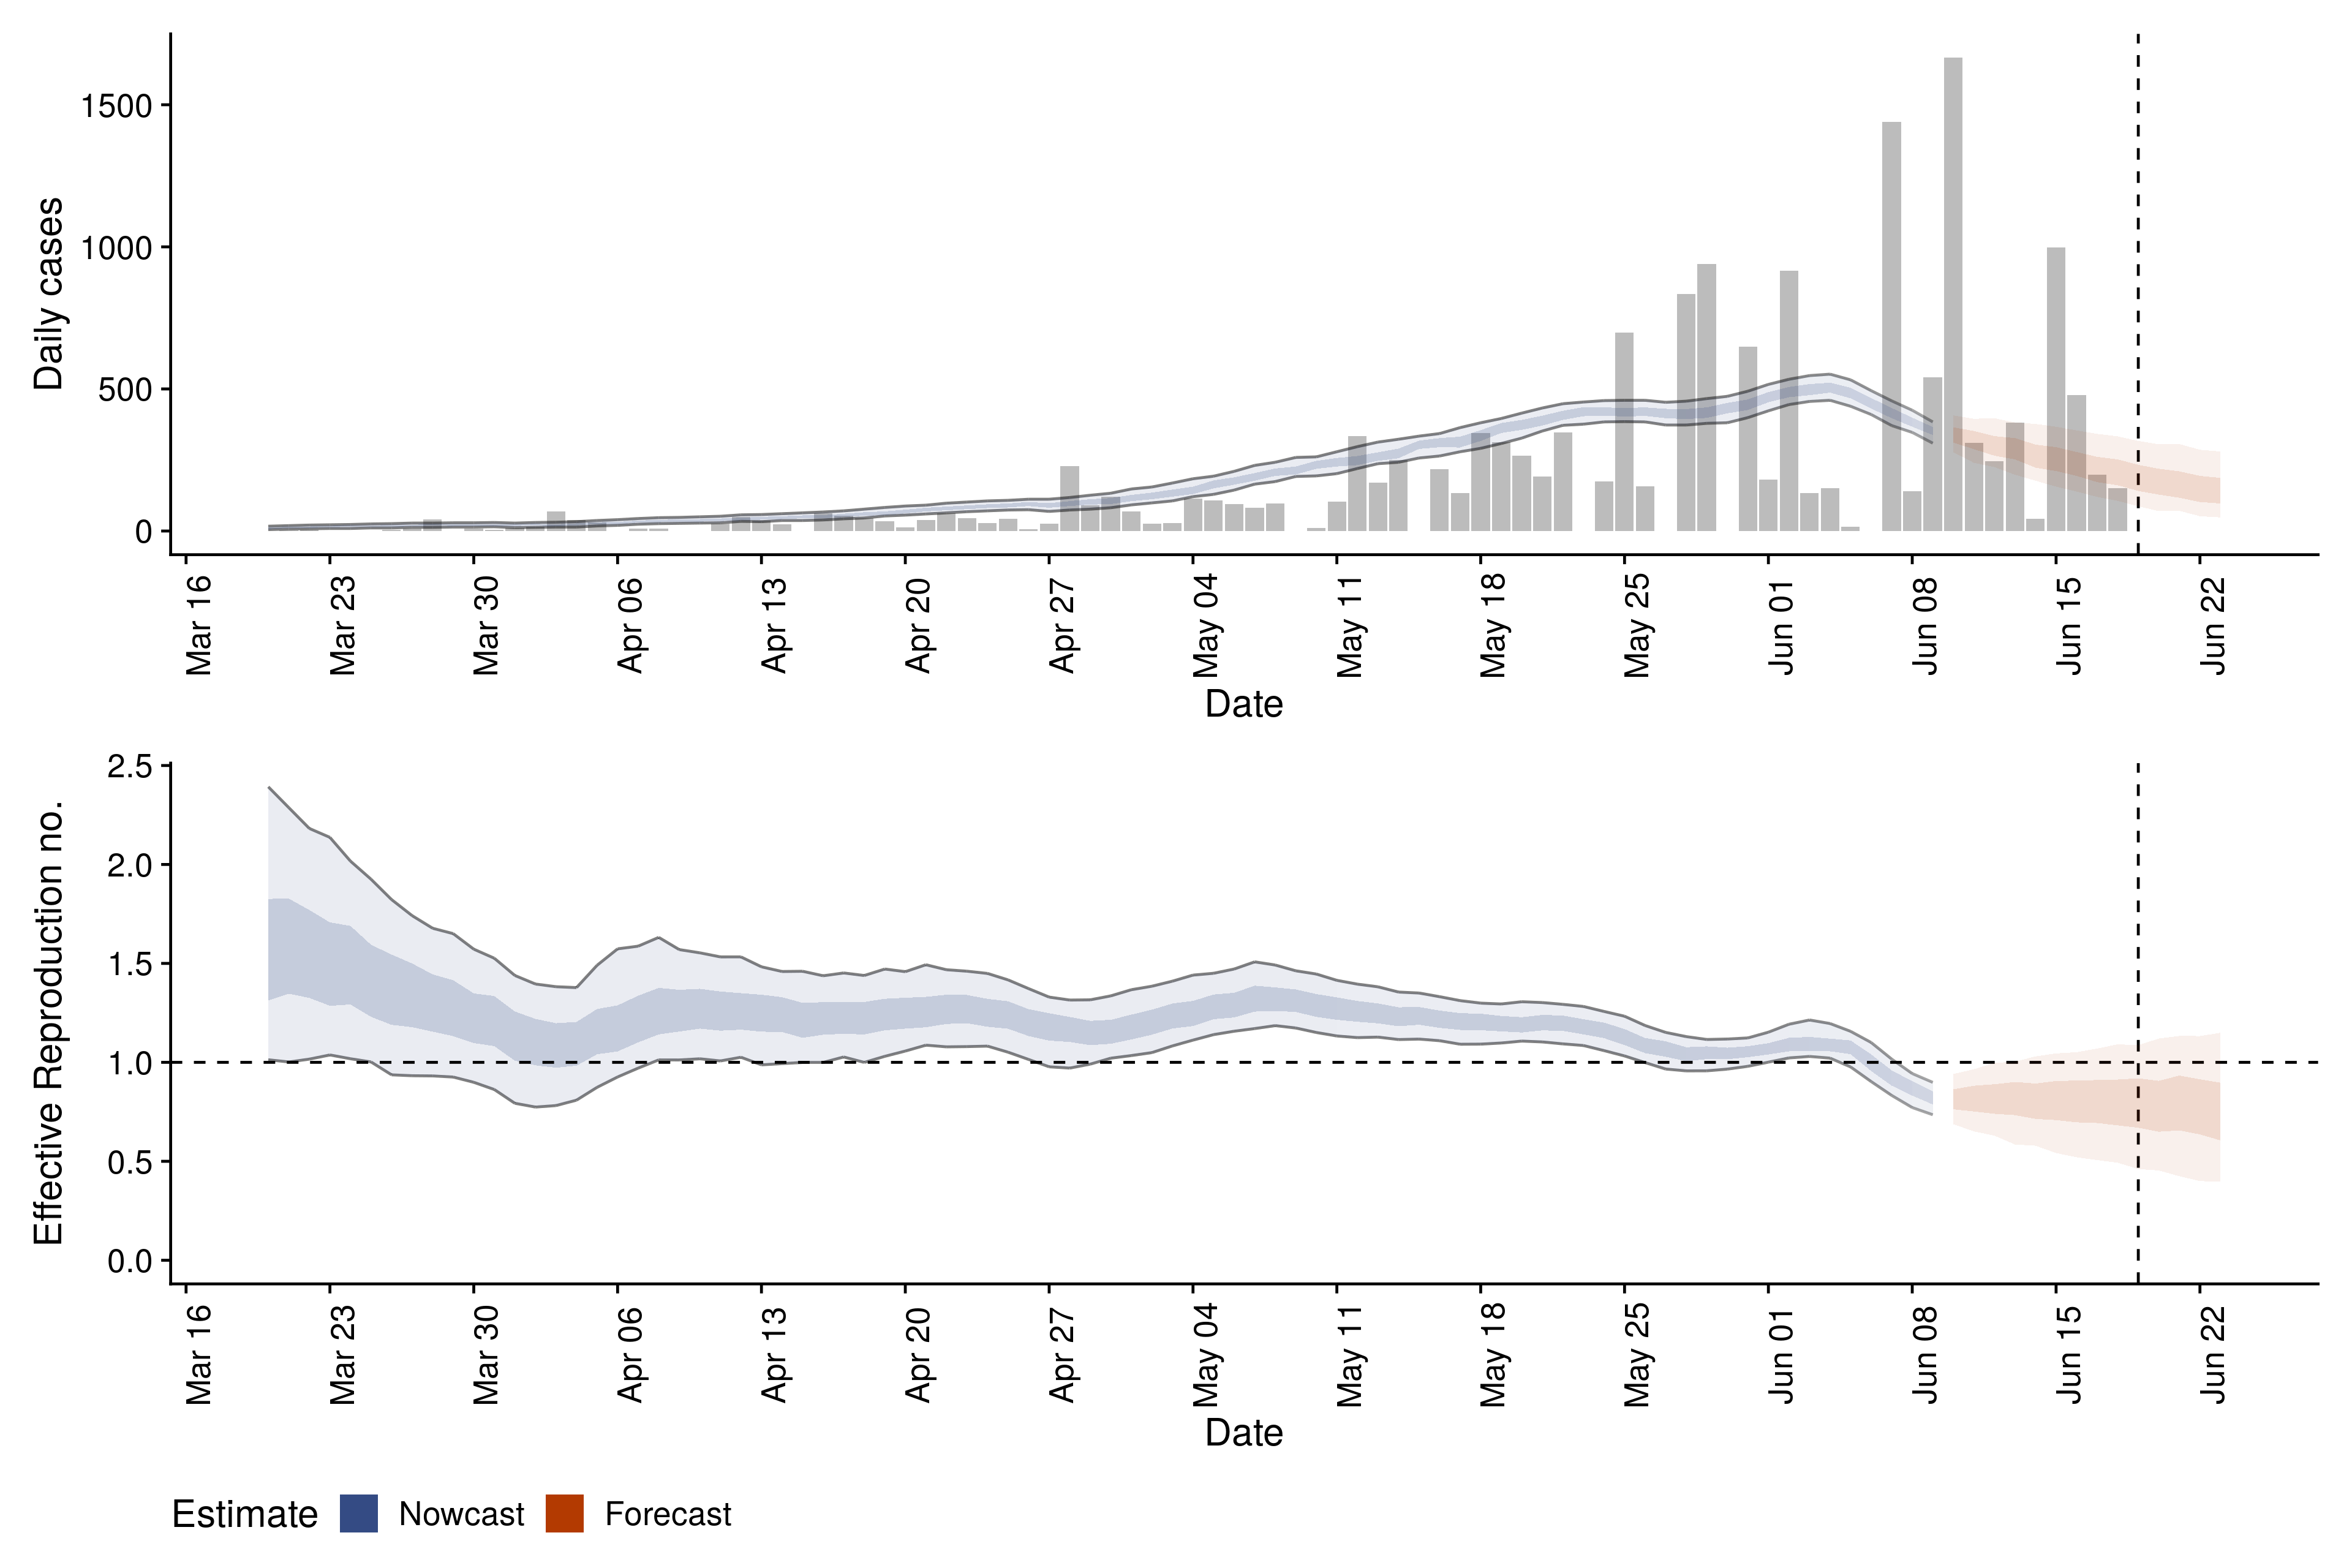 Daily cases
1500
1000
500
0
Mar 16
Mar 23
Mar 30
Apr 06
Apr 13
Apr 20
Apr 27
May 04
May 11
May 18
May 25
Jun 01
Jun 08
Jun 15
Jun 22
Date
Effective Reproduction no.
2.5
2.0
1.5
1.0
0.5
0.0
Mar 16
Mar 23
Mar 30
Apr 06
Apr 13
Apr 20
Apr 27
May 04
May 11
May 18
May 25
Jun 01
Jun 08
Jun 15
Jun 22
Date
Estimate Nowcast Forecast